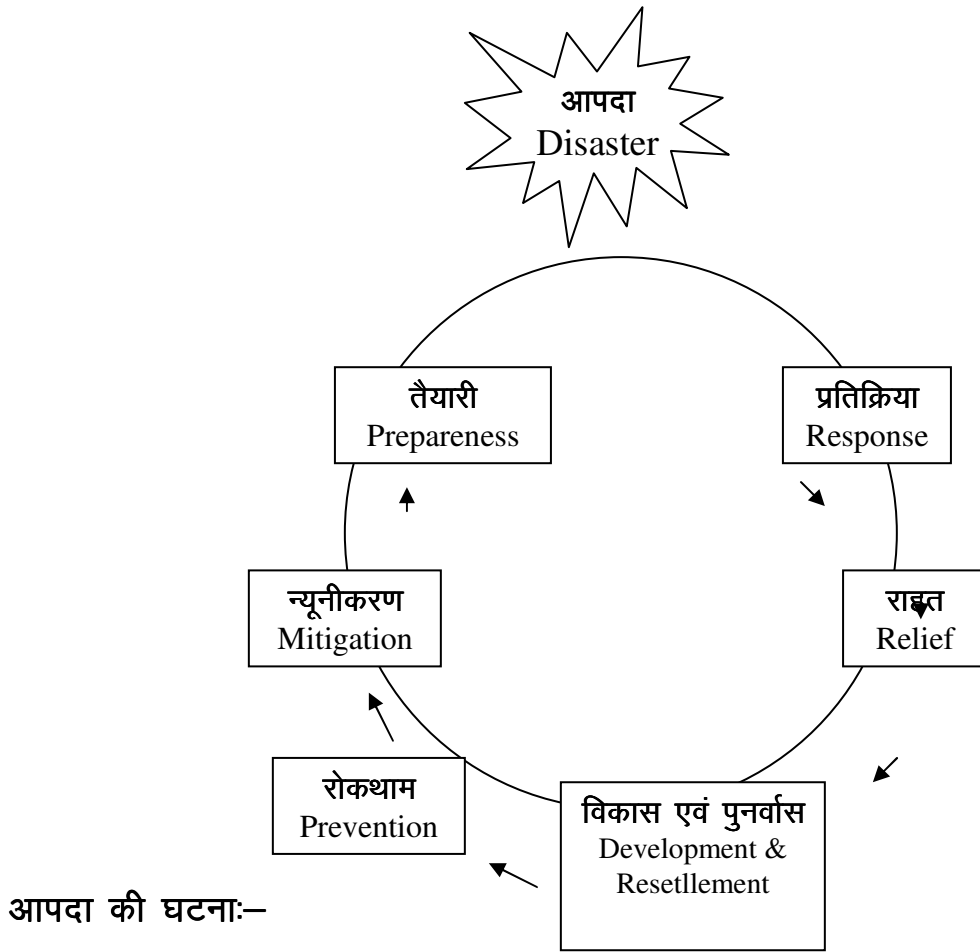 आपदा
Disaster
तैयारी
Prepareness
प्रतिक्रिया
Response
न्यूनीकरण
Mitigation
राहत
Relief
रोकथाम
Prevention
विकास एवं पुनर्वास
Development &
Resetllement
आपदा की घटनाः–